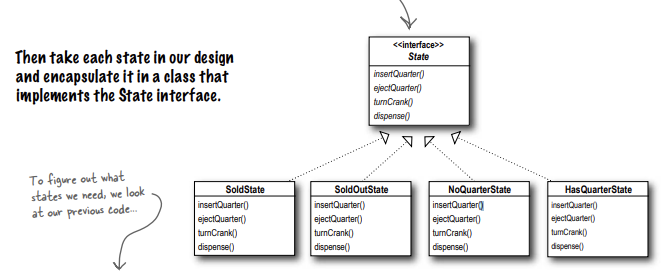 <<interface>>
State
insertQuarter()
ejectQuarter()
turnCrank()
dispense()
Then take each state in our design
and encapsulate it in a class that
implements the State interface.
To figure out what
states we need, we look
at our previous code...
SoldState
insertQuarter()
ejectQuarter()
turnCrank()
dispense()
SoldOutState
insertQuarter()
ejectQuarter()
turnCrank()
dispense()
NoQuarterState
insertQuarter()
ejectQuarter()
turnCrank()
dispense()
HasQuarterState
insertQuarter()
ejectQuarter()
turnCrank()
dispense()